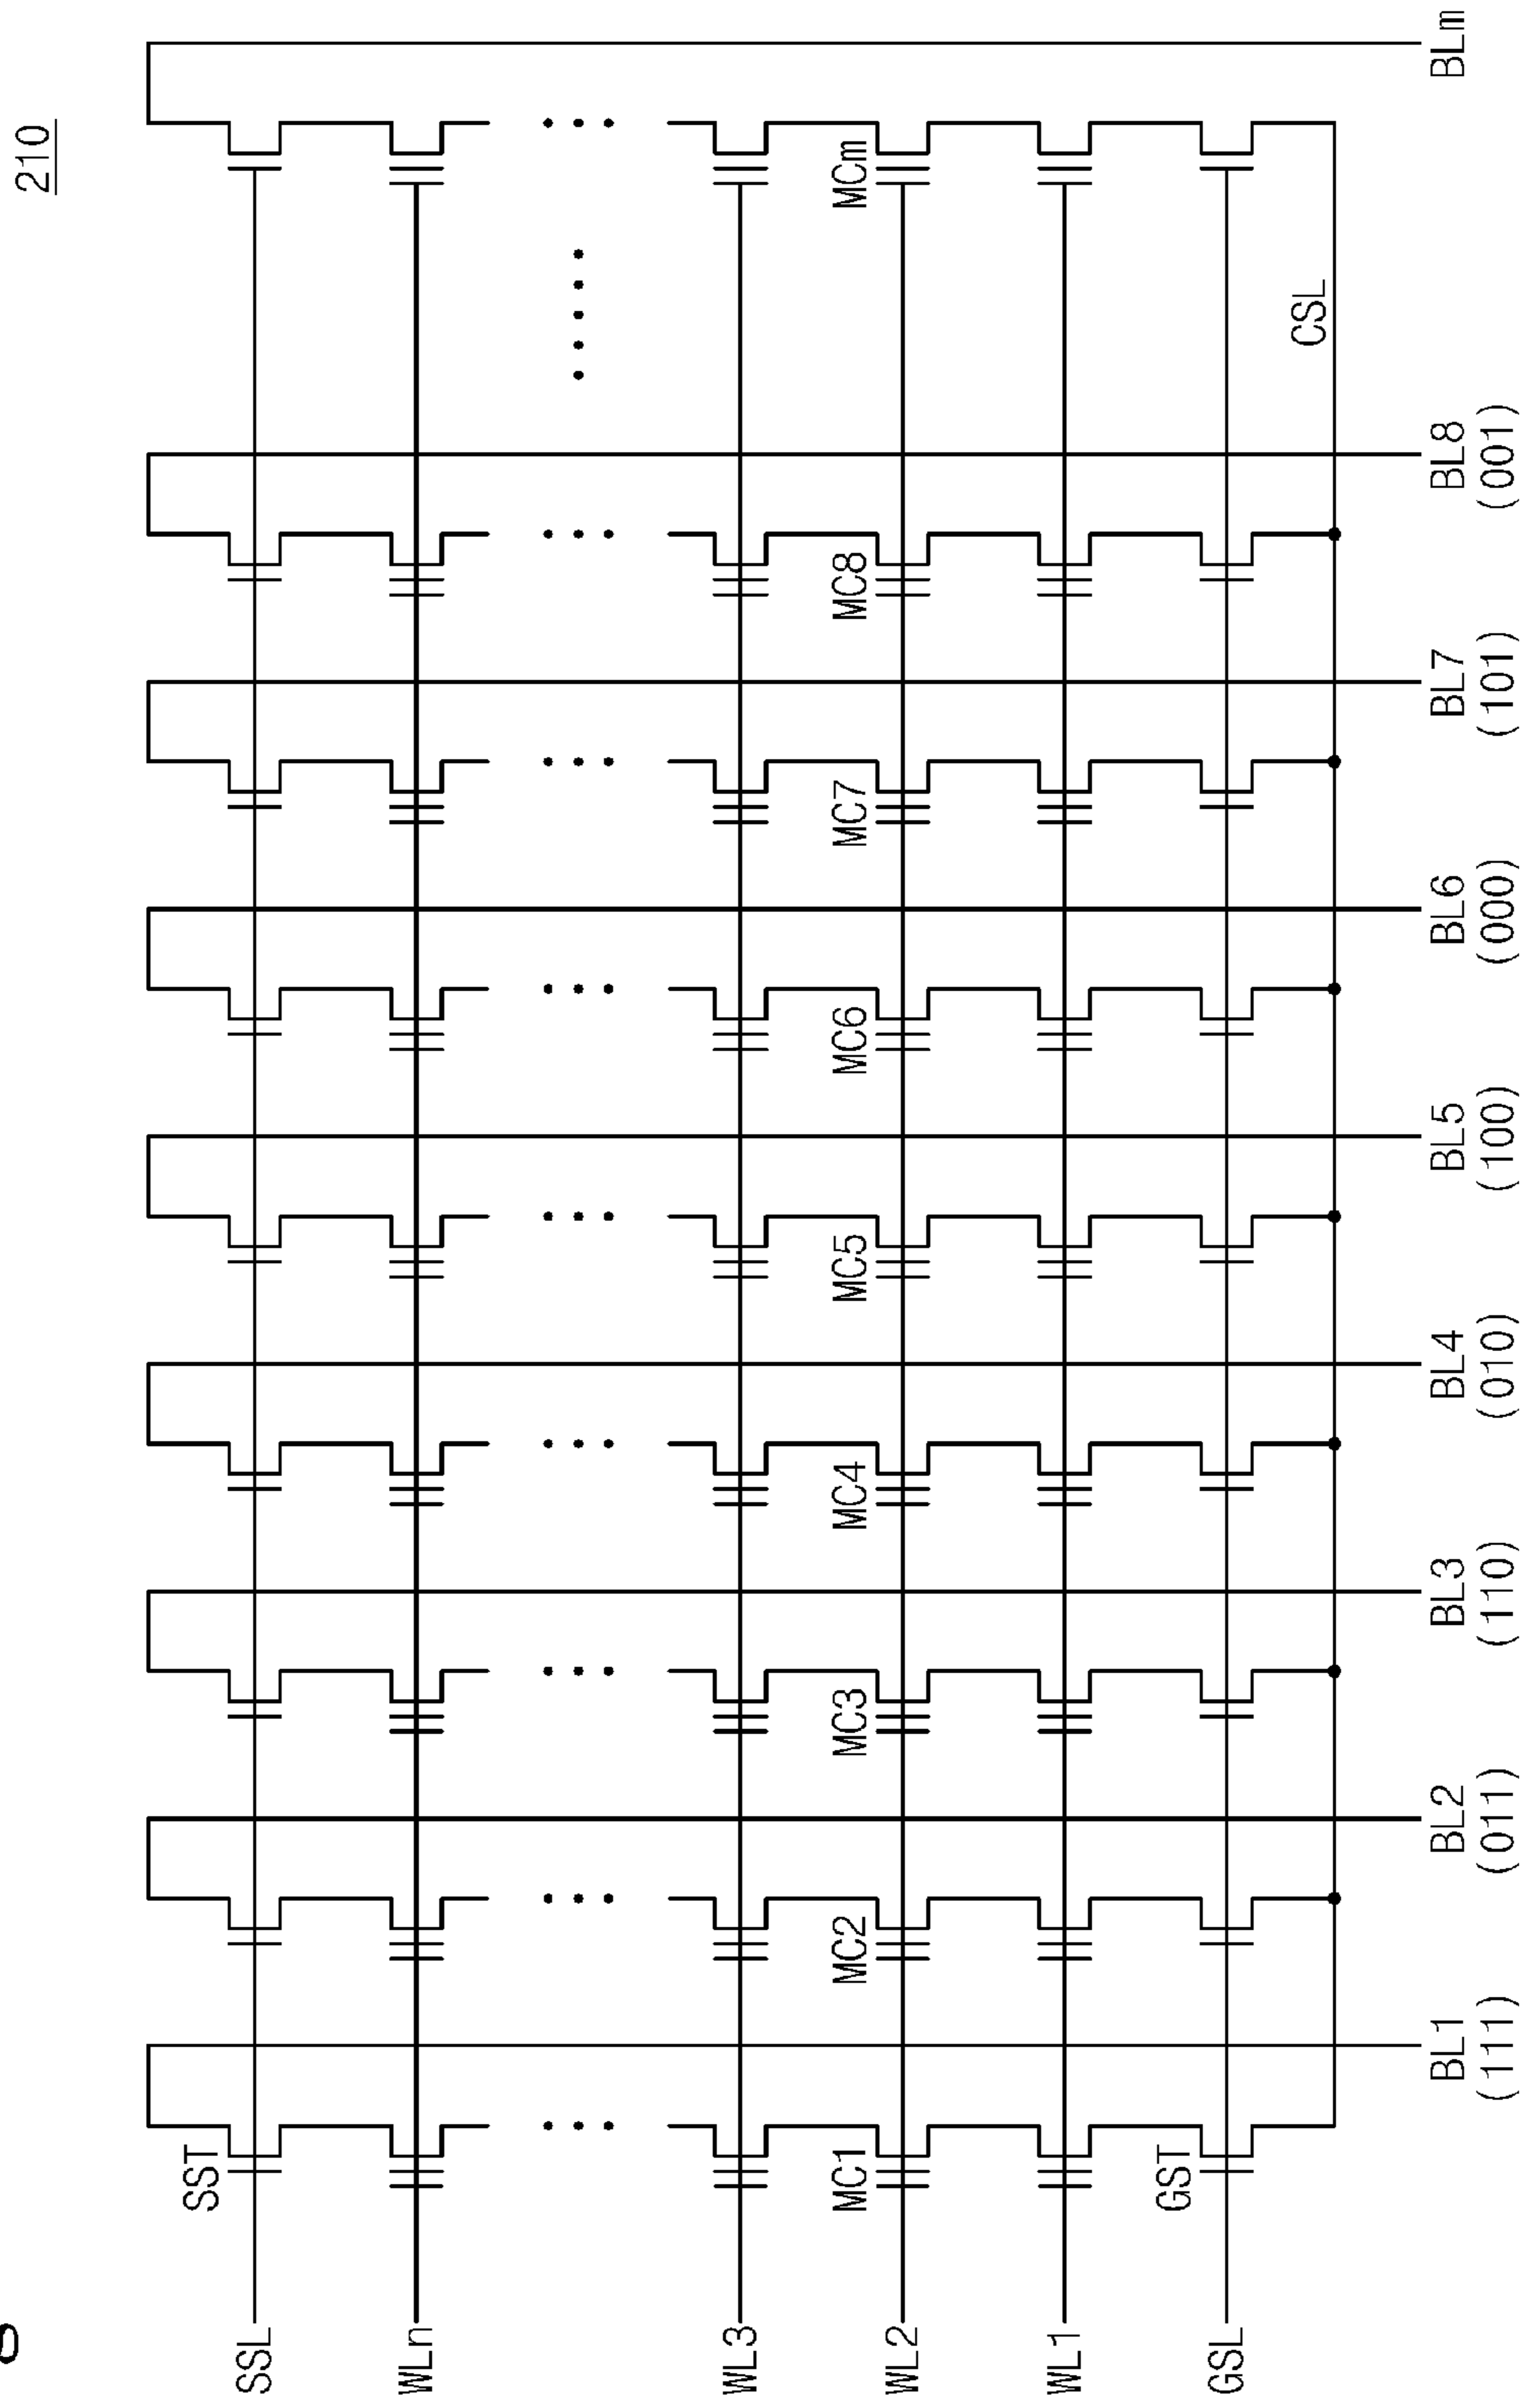 210
SSL
SST
WLn
WL3
MC1 MC2 MC3 MC4 MC5 MC6 MC7 MC8 MCm
WL2
WL1
GST
GSL
CSL
BL1 BL2 BL3 BL4 BL5 BL6 BL7 BL8 BLm
(111) (011) (110) (010) (100) (000) (101) (001)